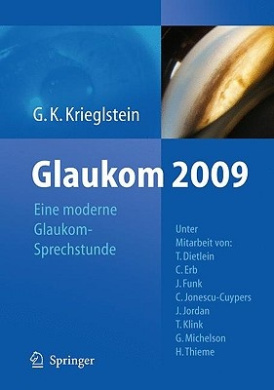 G. K. Krieglstein
Glaukom 2009
Eine moderne
Glaukom-
Sprechstunde
Unter
Mitarbeit von:
T. Dietlein
C. Erb
J. Funk
C. Jonescu-Cuypers
J. Jordan
T. Klink
G. Michelson
H. Thieme
Springer